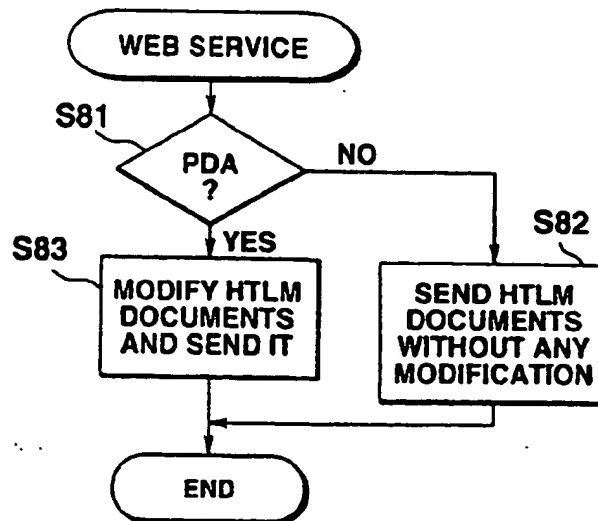 WEB SERVICE
S81
PDA
?
NO
YES
S83
MODIFY HTLM
DOCUMENTS
AND SEND IT
S82
SEND HTLM
DOCUMENTS
WITHOUT ANY
MODIFICATION
END